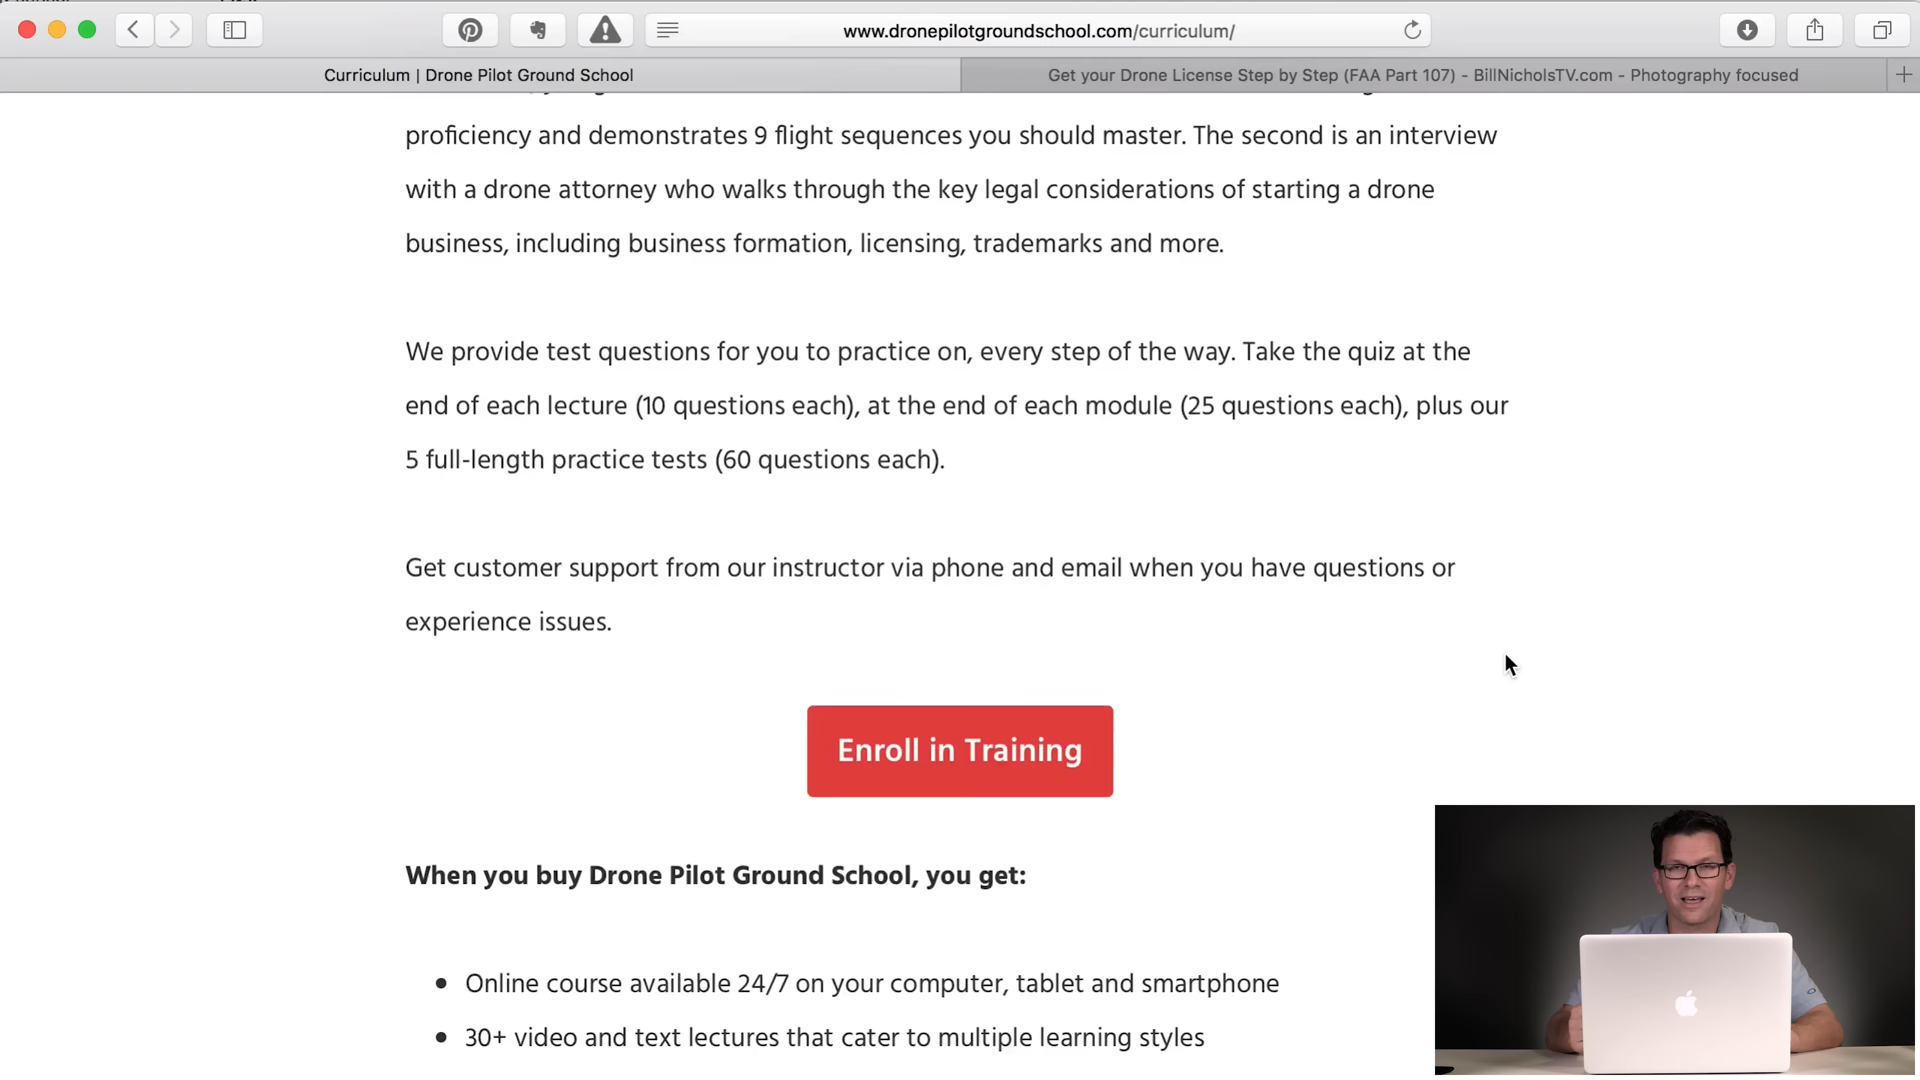 www.dronepilotgroundschool.com/curriculum/
Curriculum | Drone Pilot Ground School
Get your Drone License Step by Step (FAA Part 107) - BillNicholsTV.com - Photography focused
proficiency and demonstrates 9 flight sequences you should master. The second is an interview
with a drone attorney who walks through the key legal considerations of starting a drone
business, including business formation, licensing, trademarks and more.
We provide test questions for you to practice on, every step of the way. Take the quiz at the
end of each lecture (10 questions each), at the end of each module (25 questions each), plus our
5 full-length practice tests (60 questions each).
Get customer support from our instructor via phone and email when you have questions or
experience issues.
Enroll in Training
When you buy Drone Pilot Ground School, you get:
• Online course available 24/7 on your computer, tablet and smartphone
• 30+ video and text lectures that cater to multiple learning styles